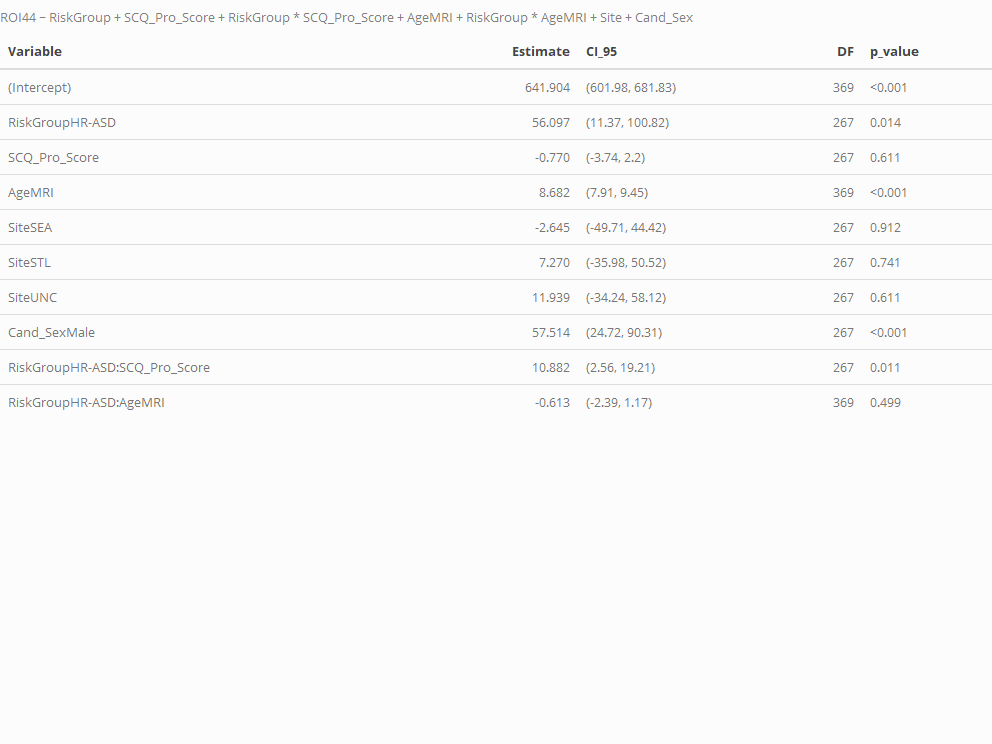 ROI44 ~ RiskGroup + SCQ_Pro_Score + RiskGroup * SCQ_Pro_Score + AgeMRI + RiskGroup * AgeMRI + Site + Cand_Sex
Variable Estimate CI_95 DF p_value
(Intercept) 641.904 (601.98, 681.83) 369 <0.001
RiskGroupHR-ASD 56.097 (11.37, 100.82) 267 0.014
SCQ_Pro_Score -0.770 (-3.74, 2.2) 267 0.611
AgeMRI 8.682 (7.91, 9.45) 369 <0.001
SiteSEA -2.645 (-49.71, 44.42) 267 0.912
SiteSTL 7.270 (-35.98, 50.52) 267 0.741
SiteUNC 11.939 (-34.24, 58.12) 267 0.611
Cand_SexMale 57.514 (24.72, 90.31) 267 <0.001
RiskGroupHR-ASD:SCQ_Pro_Score 10.882 (2.56, 19.21) 267 0.011
RiskGroupHR-ASD:AgeMRI -0.613 (-2.39, 1.17) 369 0.499